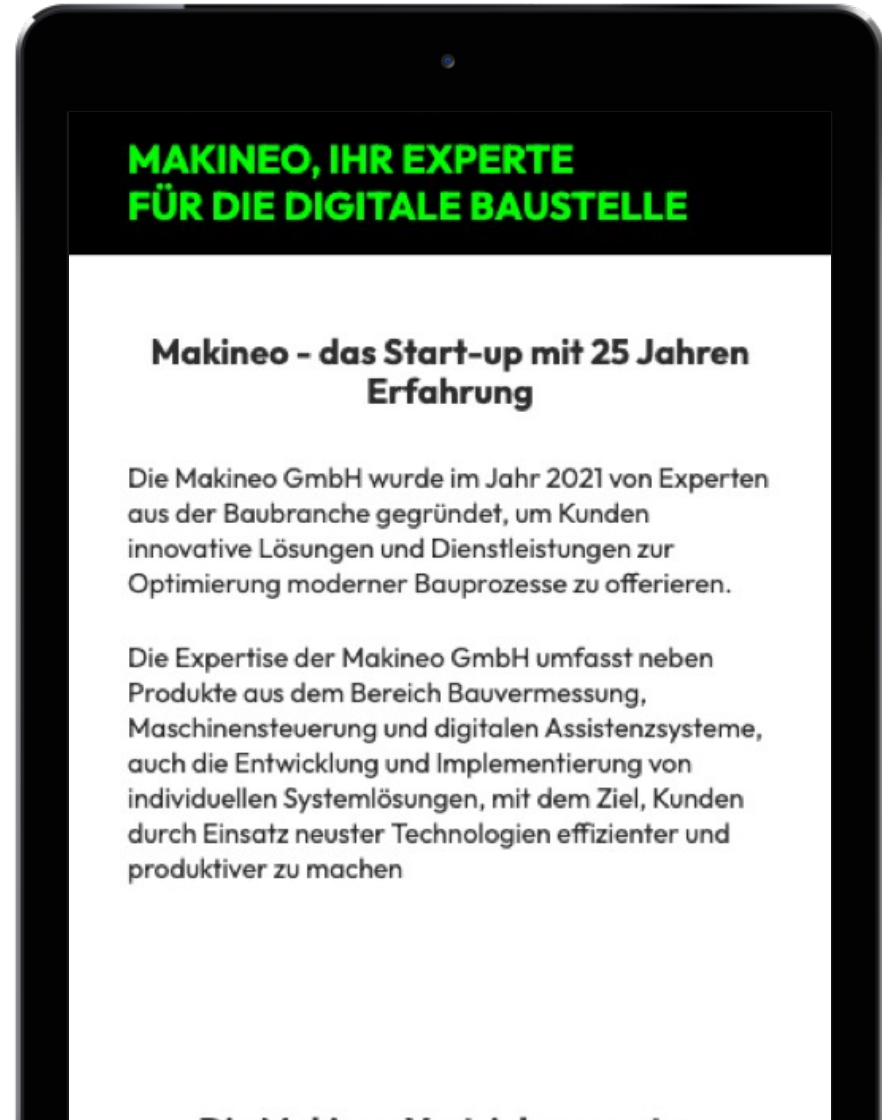 MAKINEO, IHR EXPERTE
FÜR DIE DIGITALE BAUSTELLE
Makineo - das Start-up mit 25 Jahren
Erfahrung
Die Makineo GmbH wurde im Jahr 2021 von Experten
aus der Baubranche gegründet, um Kunden
innovative Lösungen und Dienstleistungen zur
Optimierung moderner Bauprozesse zu offerieren.
Die Expertise der Makineo GmbH umfasst neben
Produkte aus dem Bereich Bauvermessung,
Maschinensteuerung und digitalen Assistenzsysteme,
auch die Entwicklung und Implementierung von
individuellen Systemlösungen, mit dem Ziel, Kunden
durch Einsatz neuster Technologien effizienter und
produktiver zu machen